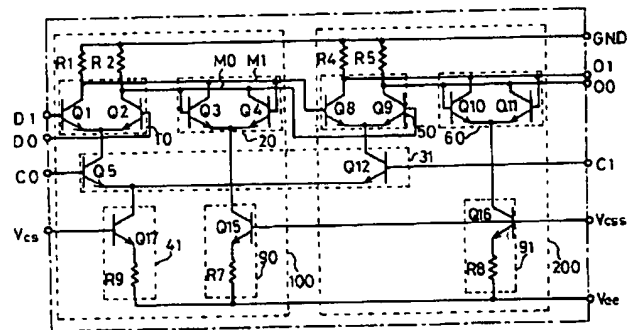 GND
R1 R2 M0 M1 R4 R5
O1
O0
Q1 Q2 Q3 Q4 Q8 Q9 Q10 Q11
D1
D0 10 20 50 60
C0 Q5 Q12 31 C1
Vcs Q17 41 Q15 90 100 Q16 91 200 Vcss
R9 R7 R8
Vee